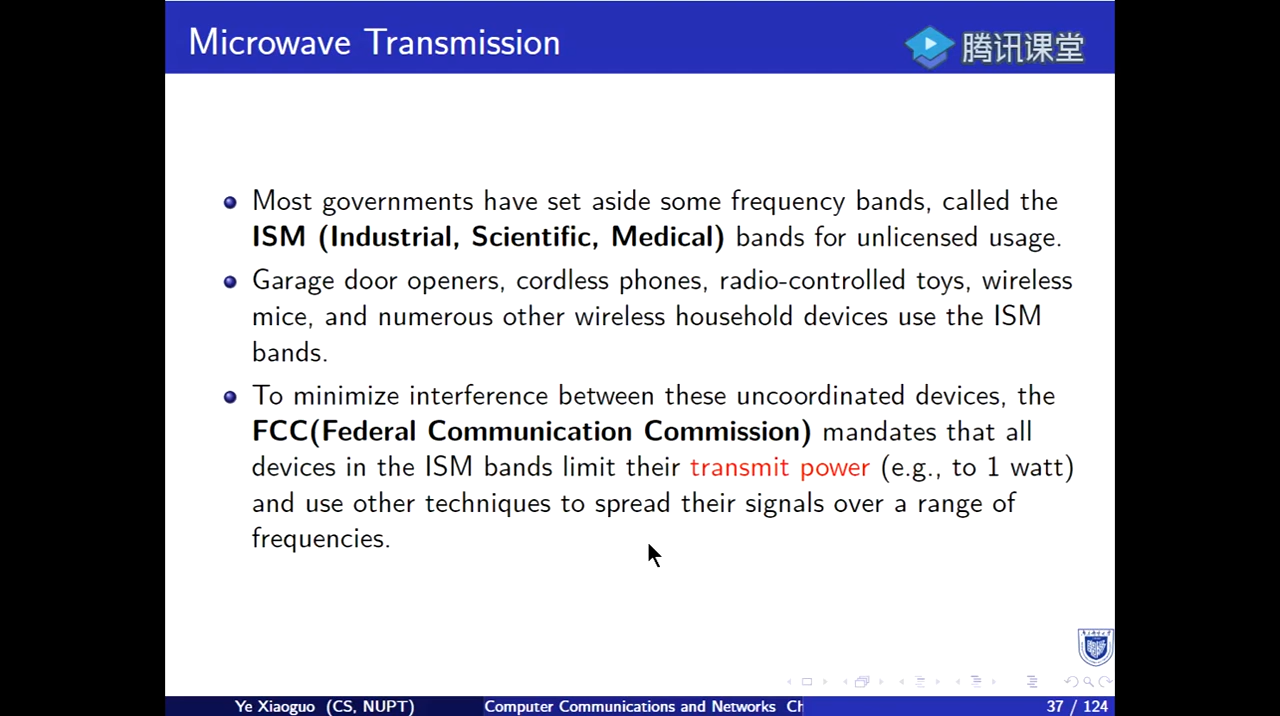 Microwave Transmission
腾讯课堂
Most governments have set aside some frequency bands, called the
ISM (Industrial, Scientific, Medical) bands for unlicensed usage.
Garage door openers, cordless phones, radio-controlled toys, wireless
mice, and numerous other wireless household devices use the ISM
bands.
To minimize interference between these uncoordinated devices, the
FCC(Federal Communication Commission) mandates that all
devices in the ISM bands limit their transmit power (e.g., to 1 watt)
and use other techniques to spread their signals over a range of
frequencies.
Ye Xiaoguo (CS, NUPT)
Computer Communications and Networks Ch
37 / 124